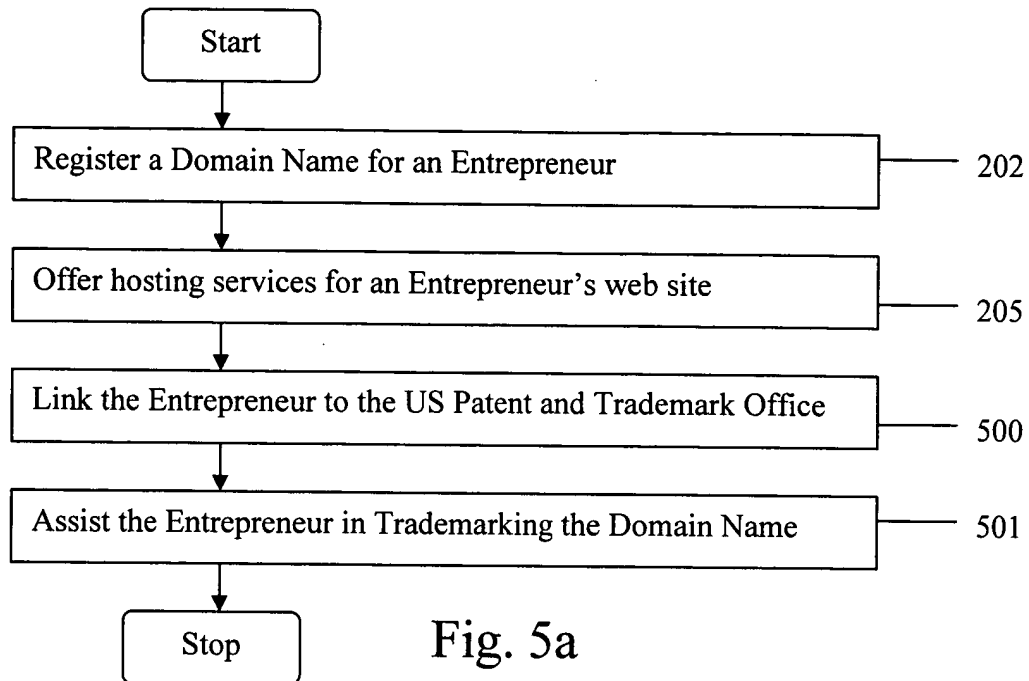 Start
Register a Domain Name for an Entrepreneur
202
Offer hosting services for an Entrepreneur’s web site
205
Link the Entrepreneur to the US Patent and Trademark Office
500
Assist the Entrepreneur in Trademarking the Domain Name
501
Stop
Fig. 5a